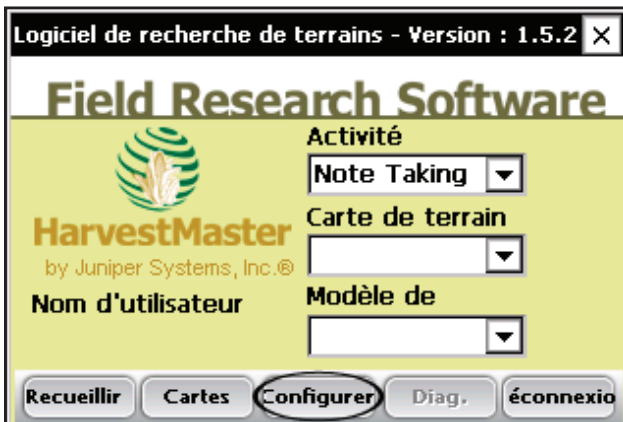 Logiciel de recherche de terrains - Version : 1.5.2
Field Research Software
Activité
Note Taking
Carte de terrain
HarvestMaster
by Juniper Systems, Inc.®
Nom d'utilisateur
Modèle de
Recueillir Cartes Configurer Diag. éconnexio